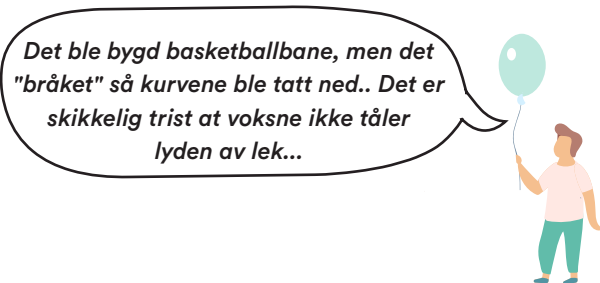 Det ble bygd basketballbane, men det
"bråket" så kurvene ble tatt ned.. Det er
skikkelig trist at voksne ikke tåler
lyden av lek...